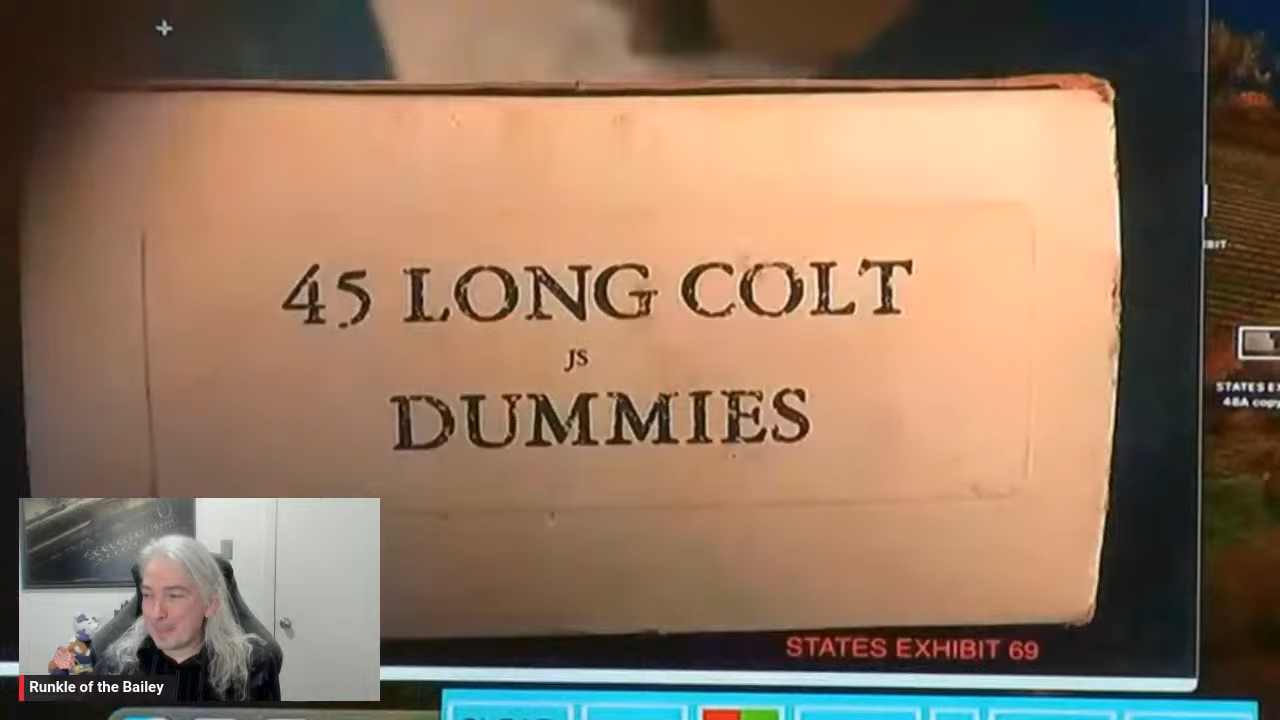 45 LONG COLT
JS
DUMMIES
STATES EXHIBIT 69
Runkle of the Bailey